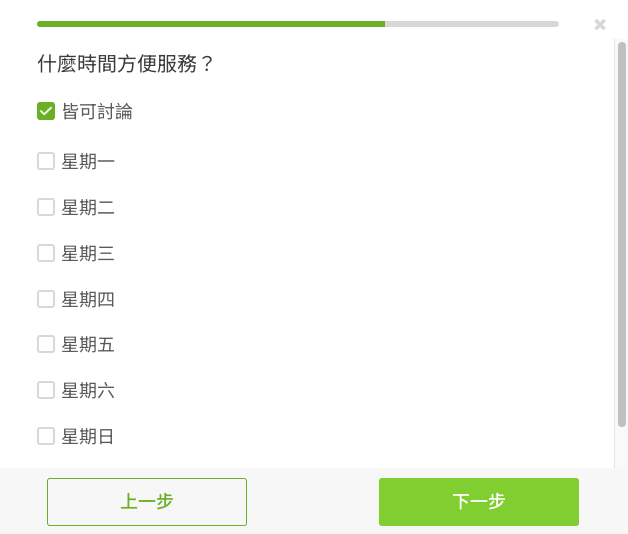 什麼時間方便服務？
皆可討論
星期一
星期二
星期三
星期四
星期五
星期六
星期日
上一步
下一步